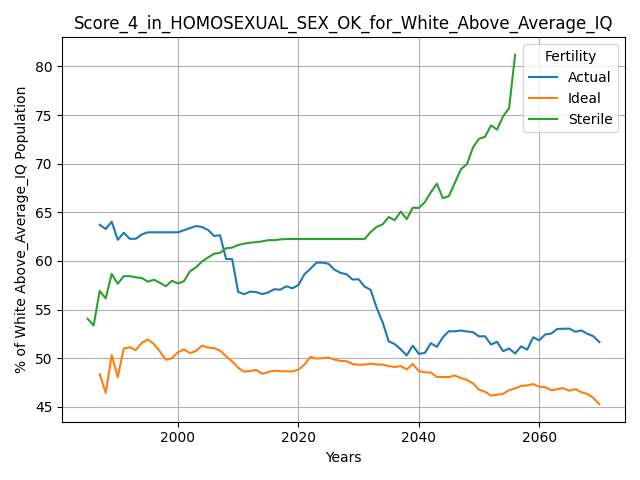 Score_4_in_HOMOSEXUAL_SEX_OK_for_White_Above_Average_IQ
% of White Above_Average_IQ Population
80
75
70
65
60
55
50
45
Fertility
Actual
Ideal
Sterile
2000
2020
2040
2060
Years